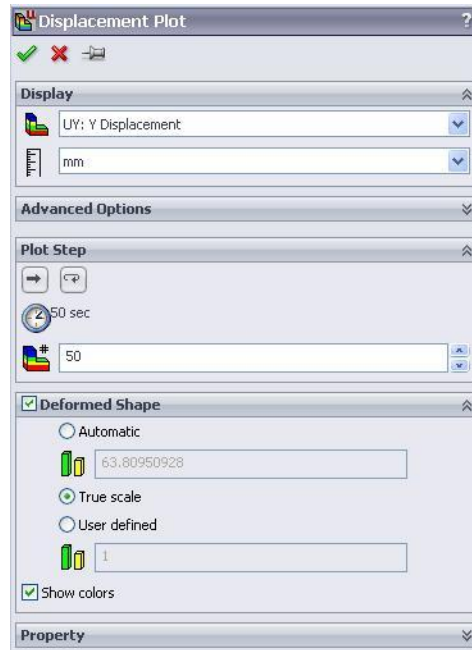 Displacement Plot ?
Display
UY: Y Displacement
mm
Advanced Options
Plot Step
50 sec
#
50
Deformed Shape
Automatic
63.80950928
True scale
User defined
1
Show colors
Property